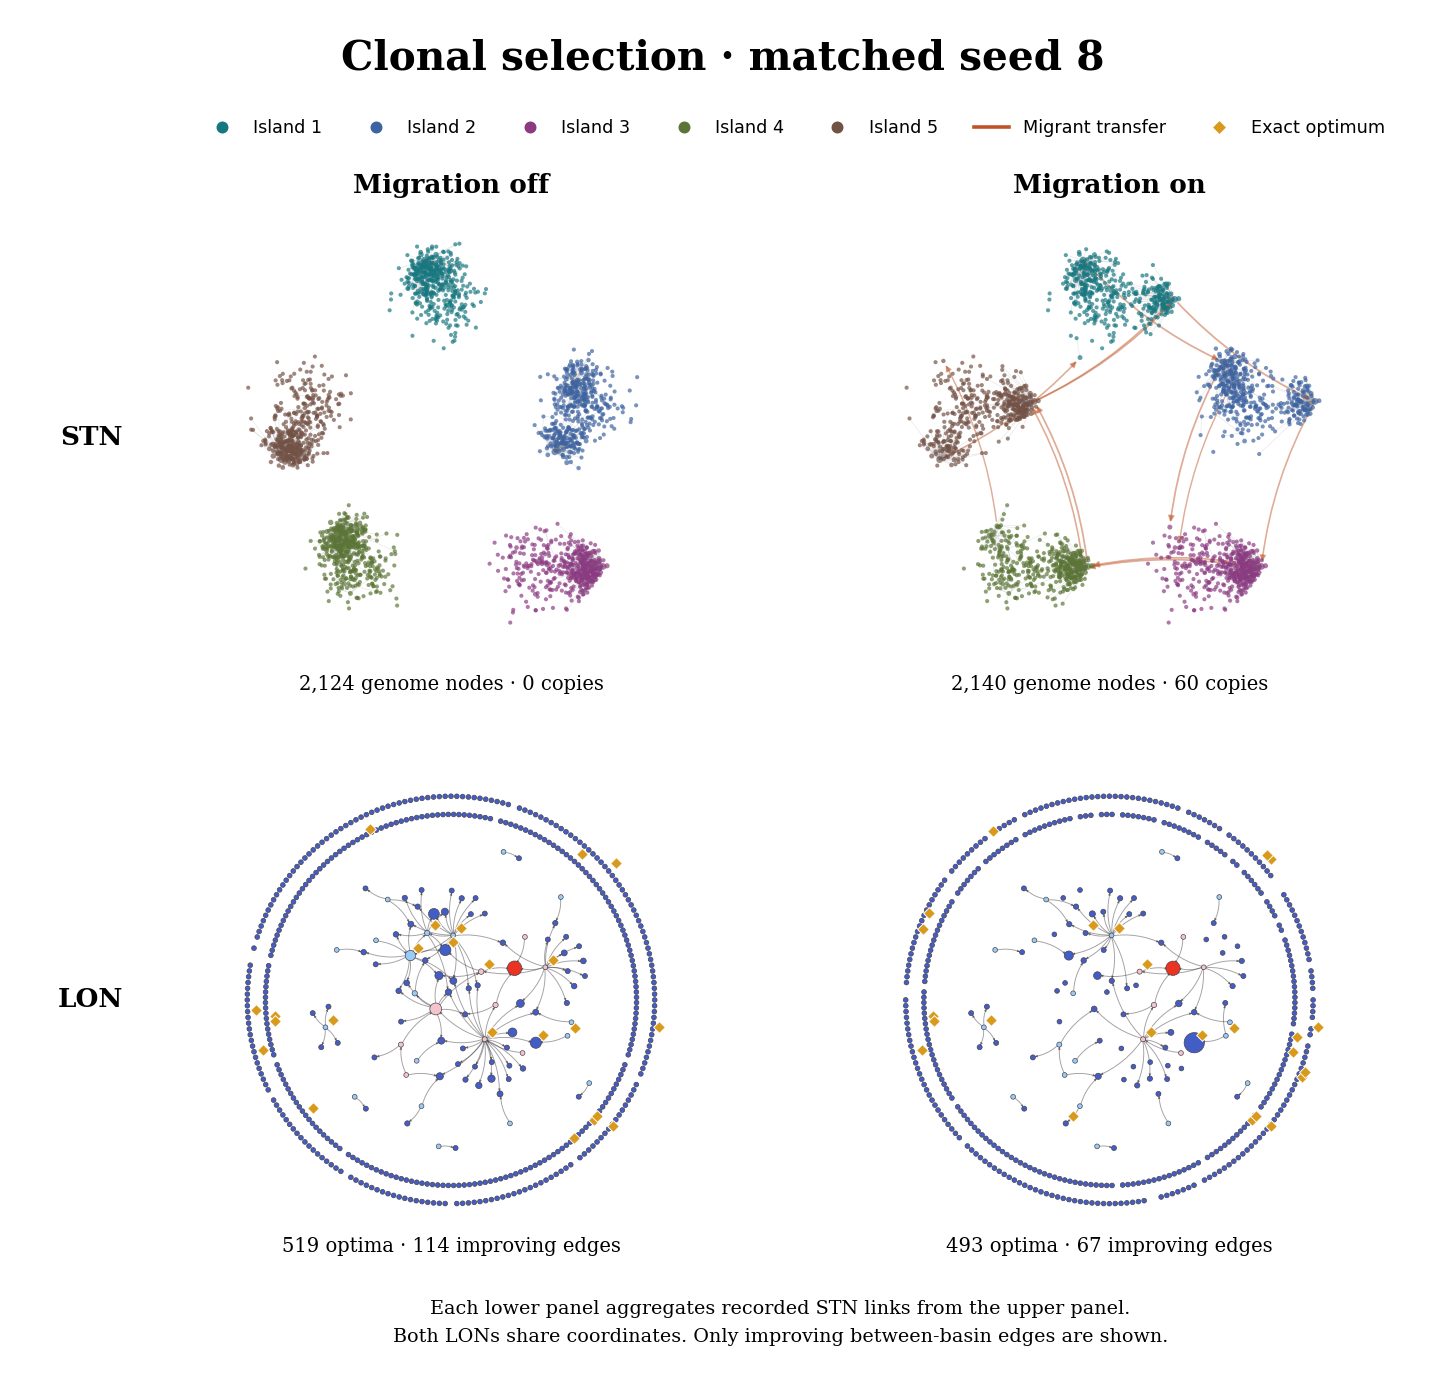 Clonal selection · matched seed 8
Island 1 Island 2 Island 3 Island 4 Island 5 Migrant transfer Exact optimum
Migration off Migration on
STN
2,124 genome nodes · 0 copies 2,140 genome nodes · 60 copies
LON
519 optima · 114 improving edges 493 optima · 67 improving edges
Each lower panel aggregates recorded STN links from the upper panel.
Both LONs share coordinates. Only improving between-basin edges are shown.